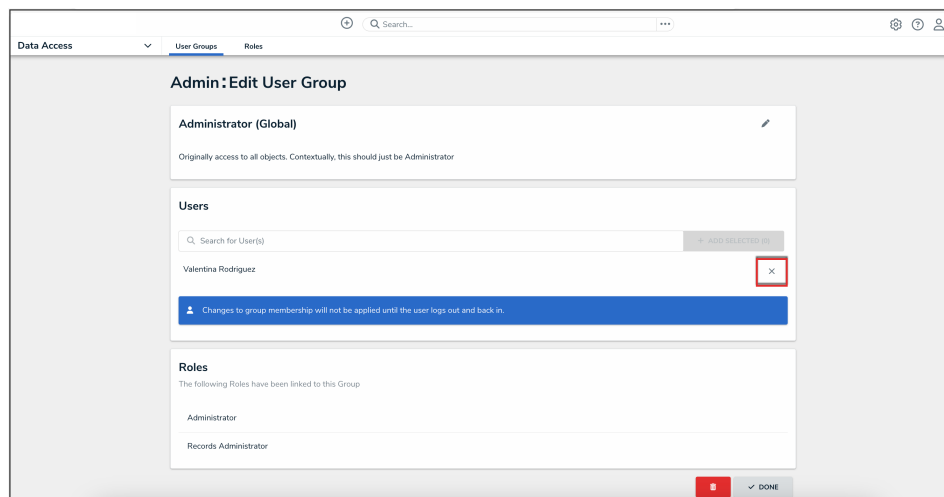 Search...
Data Access
User Groups
Roles
Admin:Edit User Group
Administrator (Global)
Originally access to all objects. Contextually, this should just be Administrator
Users
Search for User(s)
+ ADD SELECTED (0)
Valentina Rodriguez
Changes to group membership will not be applied until the user logs out and back in.
Roles
The following Roles have been linked to this Group
Administrator
Records Administrator
DONE